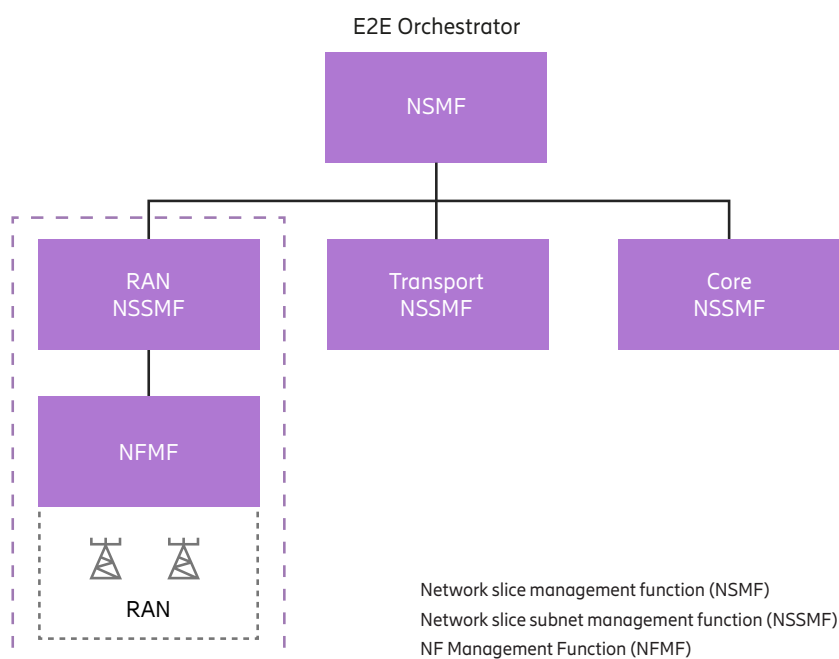 E2E Orchestrator
NSMF
RAN
NSSMF
Transport
NSSMF
Core
NSSMF
NFMF
RAN
Network slice management function (NSMF)
Network slice subnet management function (NSSMF)
NF Management Function (NFMF)